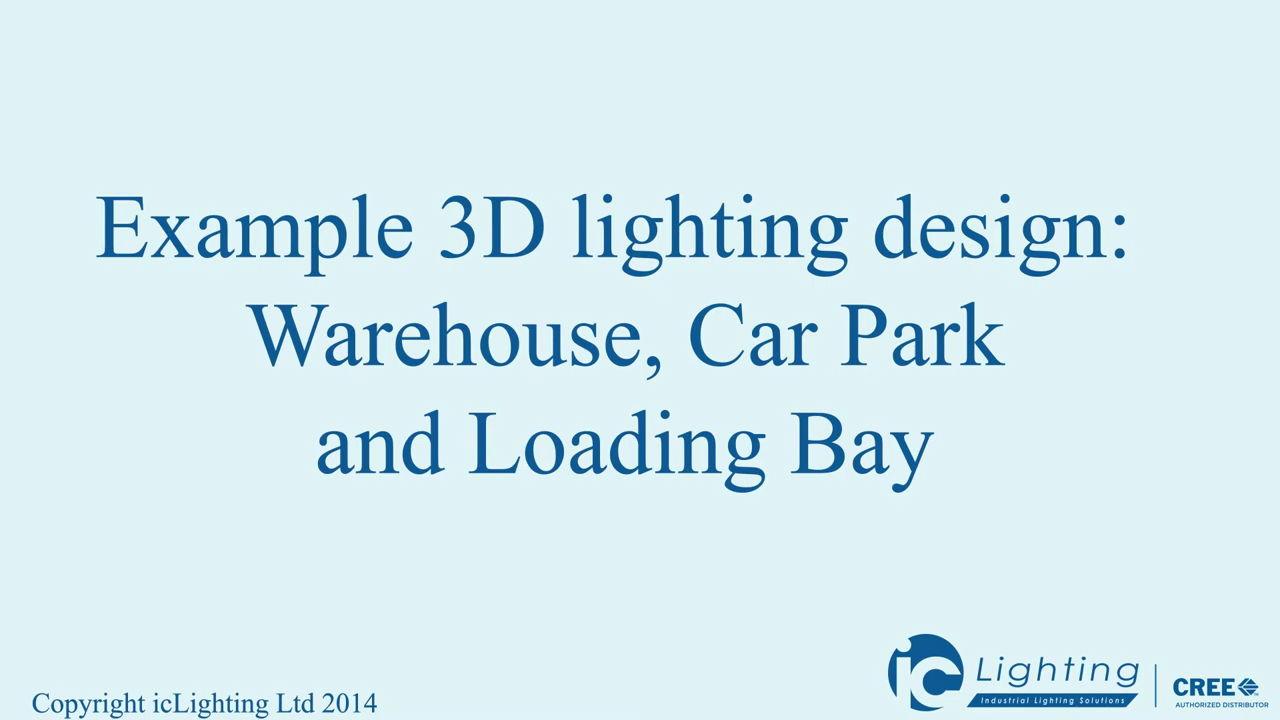 Example 3D lighting design:
Warehouse, Car Park
and Loading Bay
Copyright icLighting Ltd 2014
ic Lighting
Industrial Lighting Solutions
CREE
AUTHORIZED DISTRIBUTOR